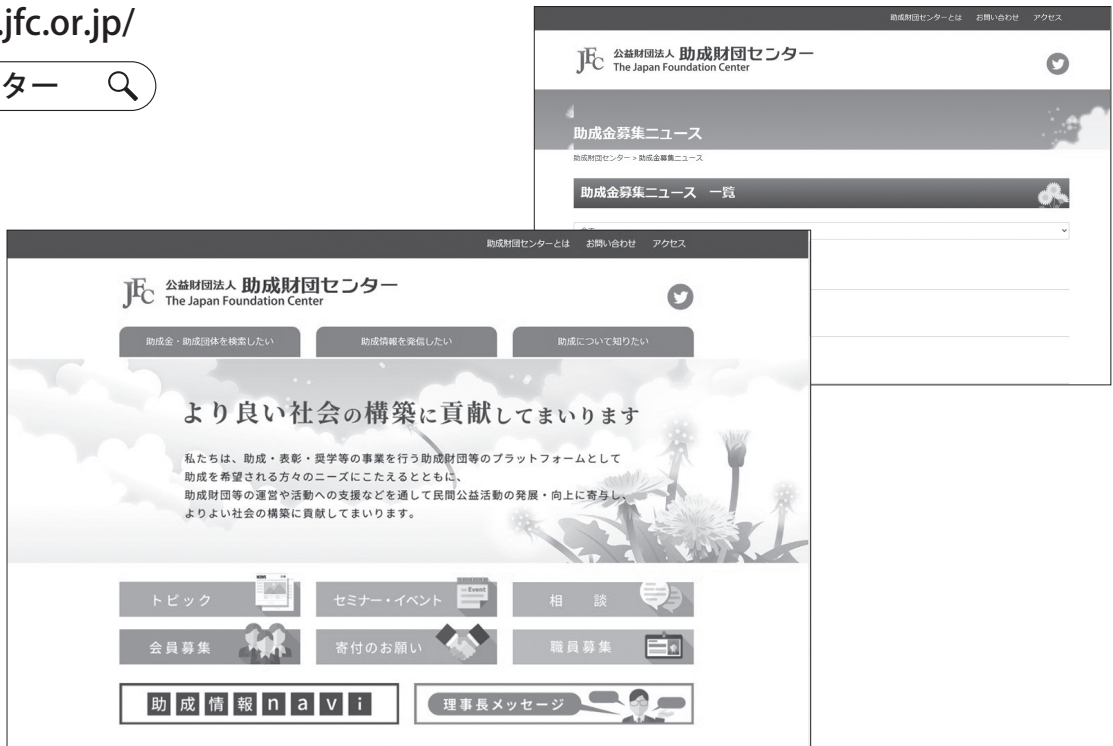 .jfc.or.jp/
ター
助成財団センターとは お問い合わせ アクセス
JFC 公益財団法人 助成財団センター
The Japan Foundation Center
助成金募集ニュース
助成財団センター > 助成金募集ニュース
助成金募集ニュース 一覧
助成財団センターとは お問い合わせ アクセス
JFC 公益財団法人 助成財団センター
The Japan Foundation Center
助成金・助成団体を検索したい 助成情報を発信したい 助成について知りたい
より良い社会の構築に貢献してまいります
私たちは、助成・表彰・奨学等の事業を行う助成財団等のプラットフォームとして
助成を希望される方々のニーズにこたえるとともに、
助成財団等の運営や活動への支援などを通して民間公益活動の発展・向上に寄与し、
よりよい社会の構築に貢献してまいります。
トピック セミナー・イベント Event 相 談
会員募集 寄付のお願い 職員募集
助成情報navi 理事長メッセージ